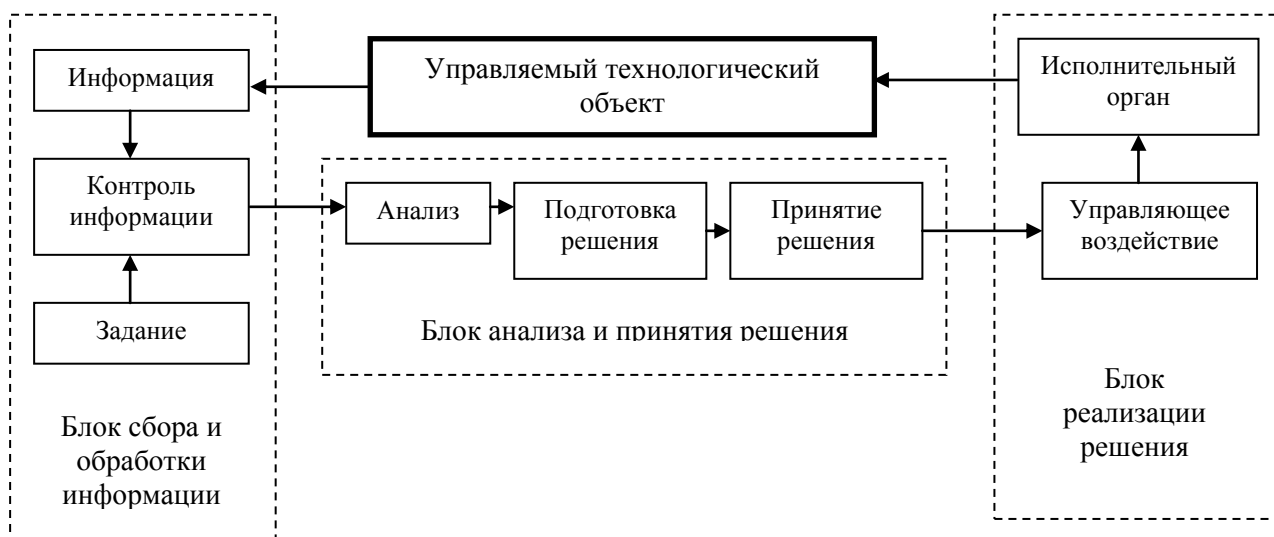 Информация
Управляемый технологический
объект
Исполнительный
орган
Контроль
информации
Анализ
Подготовка
решения
Принятие
решения
Управляющее
воздействие
Задание
Блок анализа и принятия решения
Блок сбора и
обработки
информации
Блок
реализации
решения